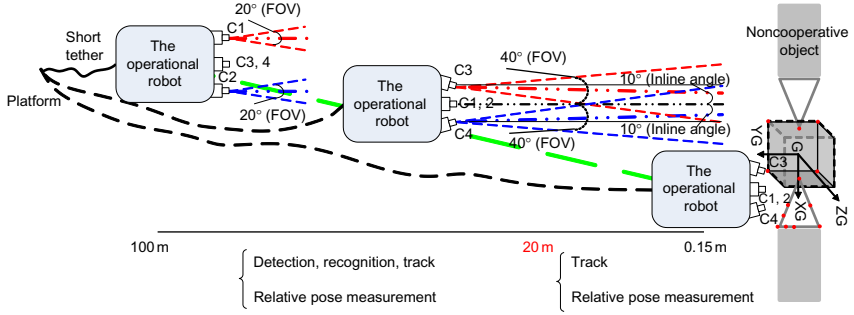 Short
tether
Platform
The
operational
robot
C1
20° (FOV)
C3, 4
C2
20° (FOV)
The
operational
robot
C3
C1, 2
C4
40° (FOV)
10° (Inline angle)
10° (Inline angle)
40° (FOV)
Noncooperative
object
The
operational
robot
C3
C1, 2
C4
YG
G
XG
ZG
100 m
20 m
0.15 m
Detection, recognition, track
Relative pose measurement
Track
Relative pose measurement